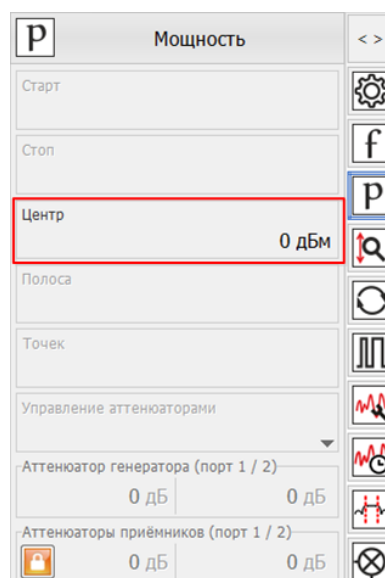 p Мощность < >
Старт
Стоп
f
p
Центр
0 дБм
Полоса
Точек
Управление аттенюаторами
Аттенюатор генератора (порт 1 / 2)
0 дБ 0 дБ
Аттенюаторы приёмников (порт 1 / 2)
0 дБ 0 дБ